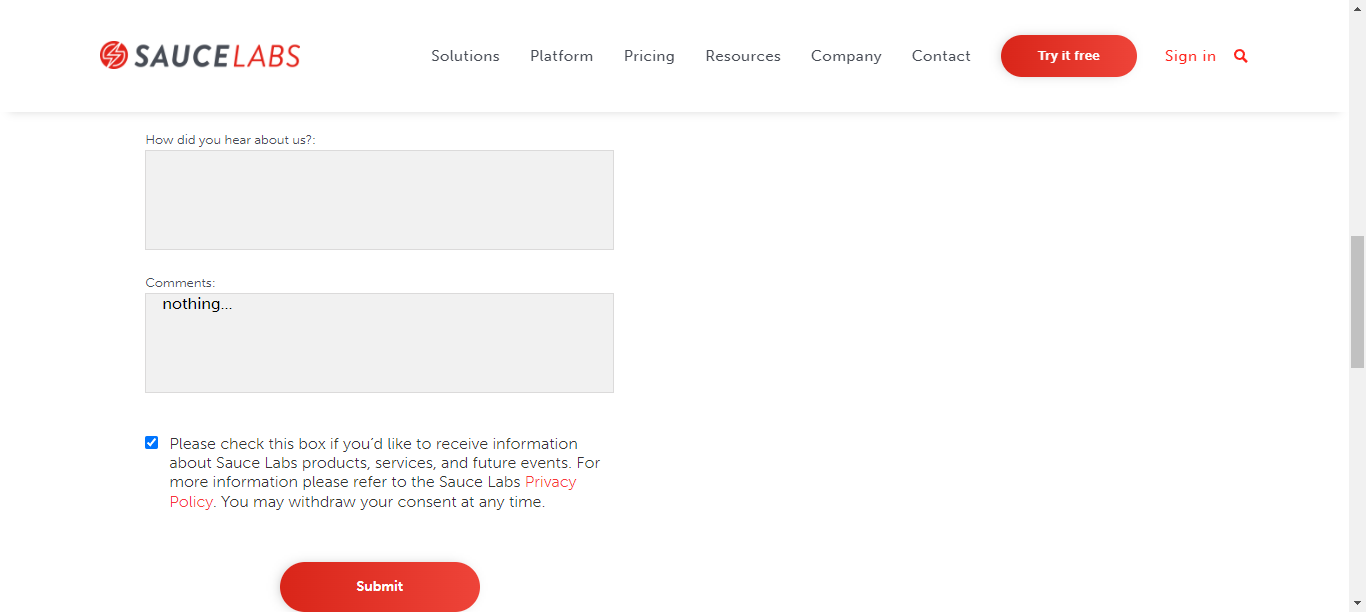 SAUCELABS Solutions Platform Pricing Resources Company Contact Try it free Sign in
How did you hear about us?:
Comments:
nothing...
Please check this box if you´d like to receive information
about Sauce Labs products, services, and future events. For
more information please refer to the Sauce Labs Privacy
Policy. You may withdraw your consent at any time.
Submit